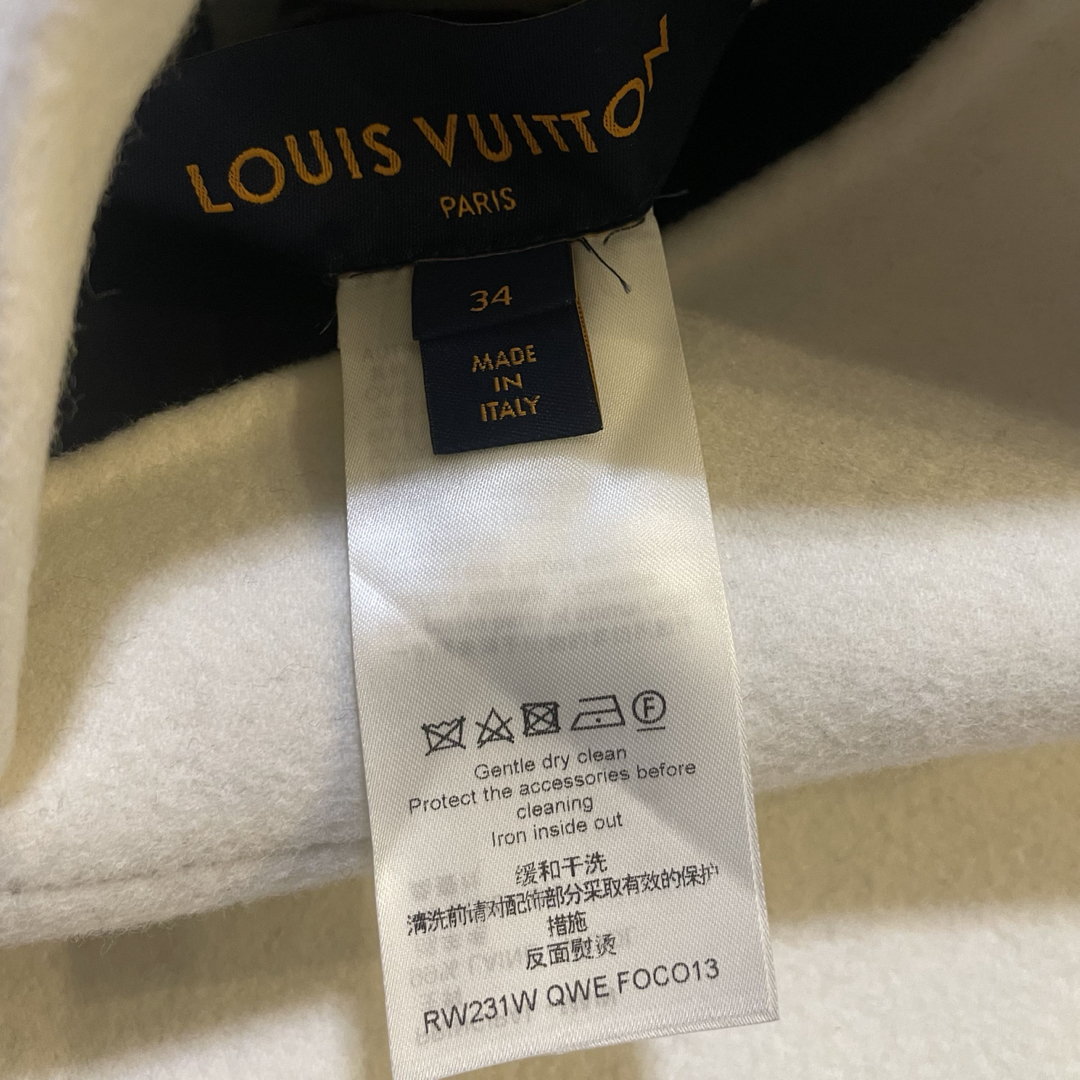 LOUIS VUITTON
PARIS
34
MADE
IN
ITALY
F
Gentle dry clean
Protect the accessories before
cleaning
Iron inside out
缓和干洗
清洗前请对配饰部分采取有效的保护
措施
反面熨烫
RW231W QWE FOCO13